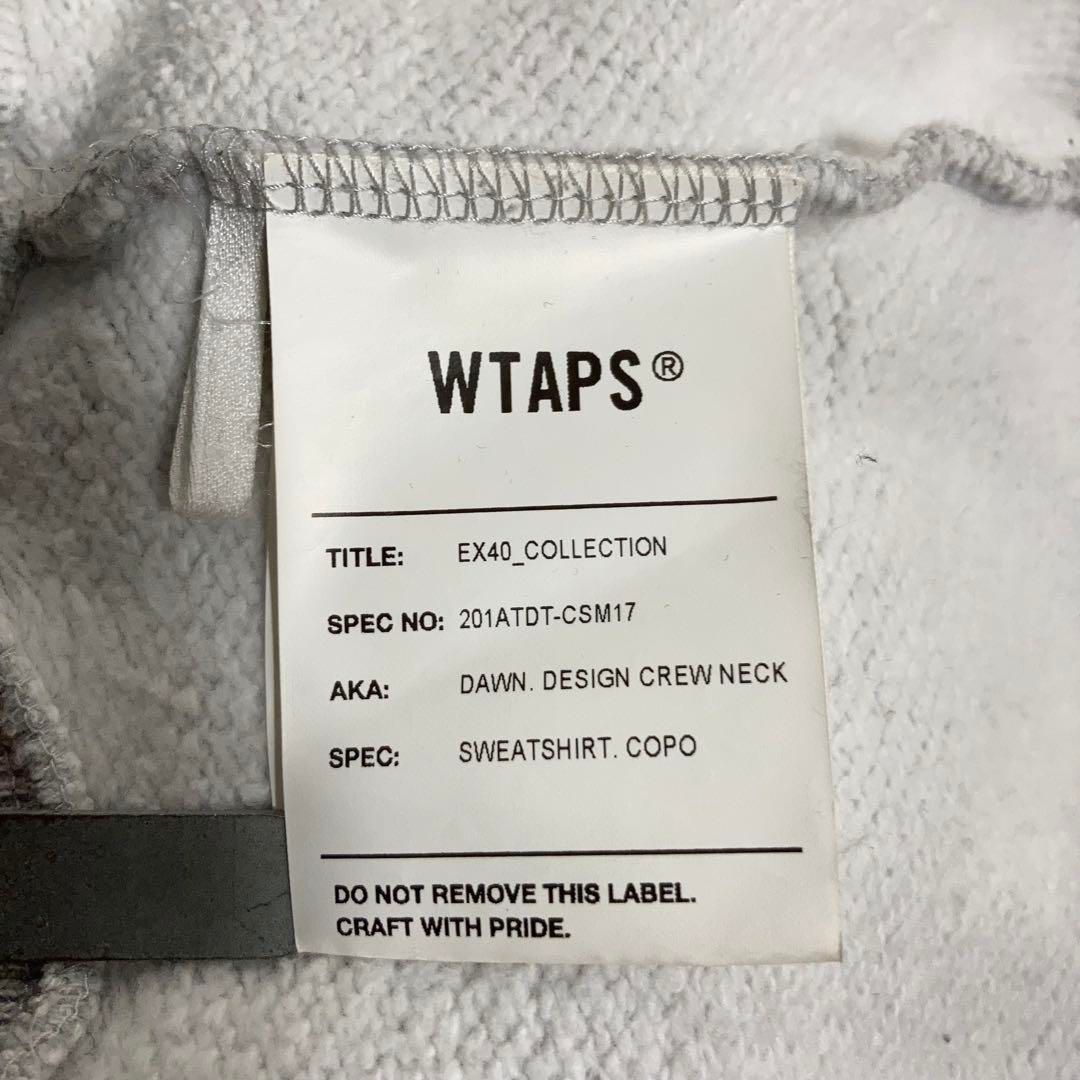 WTAPS®
TITLE: EX40_COLLECTION
SPEC NO: 201ATDT-CSM17
AKA: DAWN. DESIGN CREW NECK
SPEC: SWEATSHIRT. COPO
DO NOT REMOVE THIS LABEL.
CRAFT WITH PRIDE.